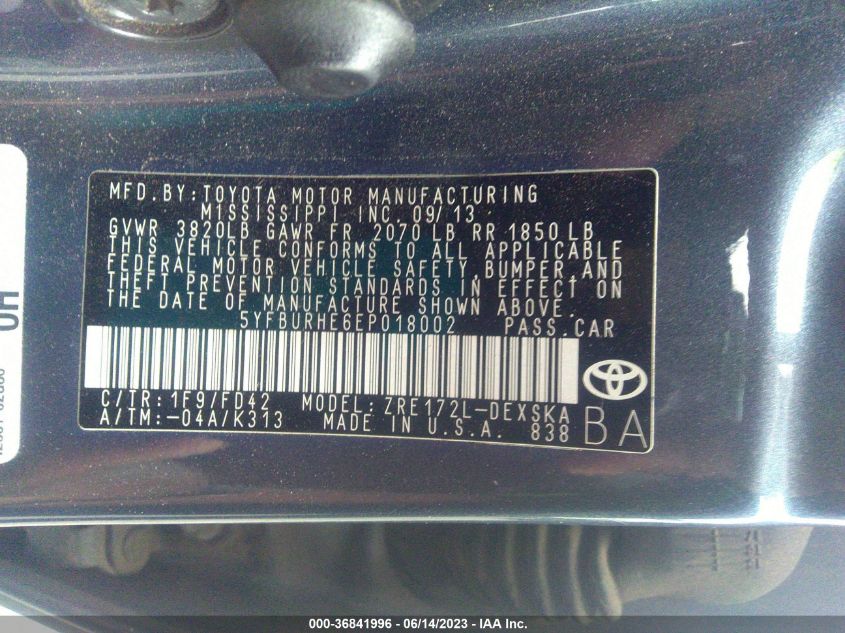 MFD. BY: TOYOTA MOTOR MANUFACTURING
MISSISSIPPI INC. 09/13
GVWR 3820LB GAWR FR 2070 LB RR 1850 LB
THIS VEHICLE CONFORMS TO ALL APPLICABLE
FEDERAL MOTOR VEHICLE SAFETY, BUMPER, AND
THEFT PREVENTION STANDARDS IN EFFECT ON
THE DATE OF MANUFACTURE SHOWN ABOVE.
5YFBURHE6EP018002 PASS. CAR
C/TR: 1F9/FD42 MODEL: ZRE172L-DEXSKA
A/TM: -04A/K313 MADE IN U.S.A. 838
BA
000-36841996 - 06/14/2023 - IAA Inc.